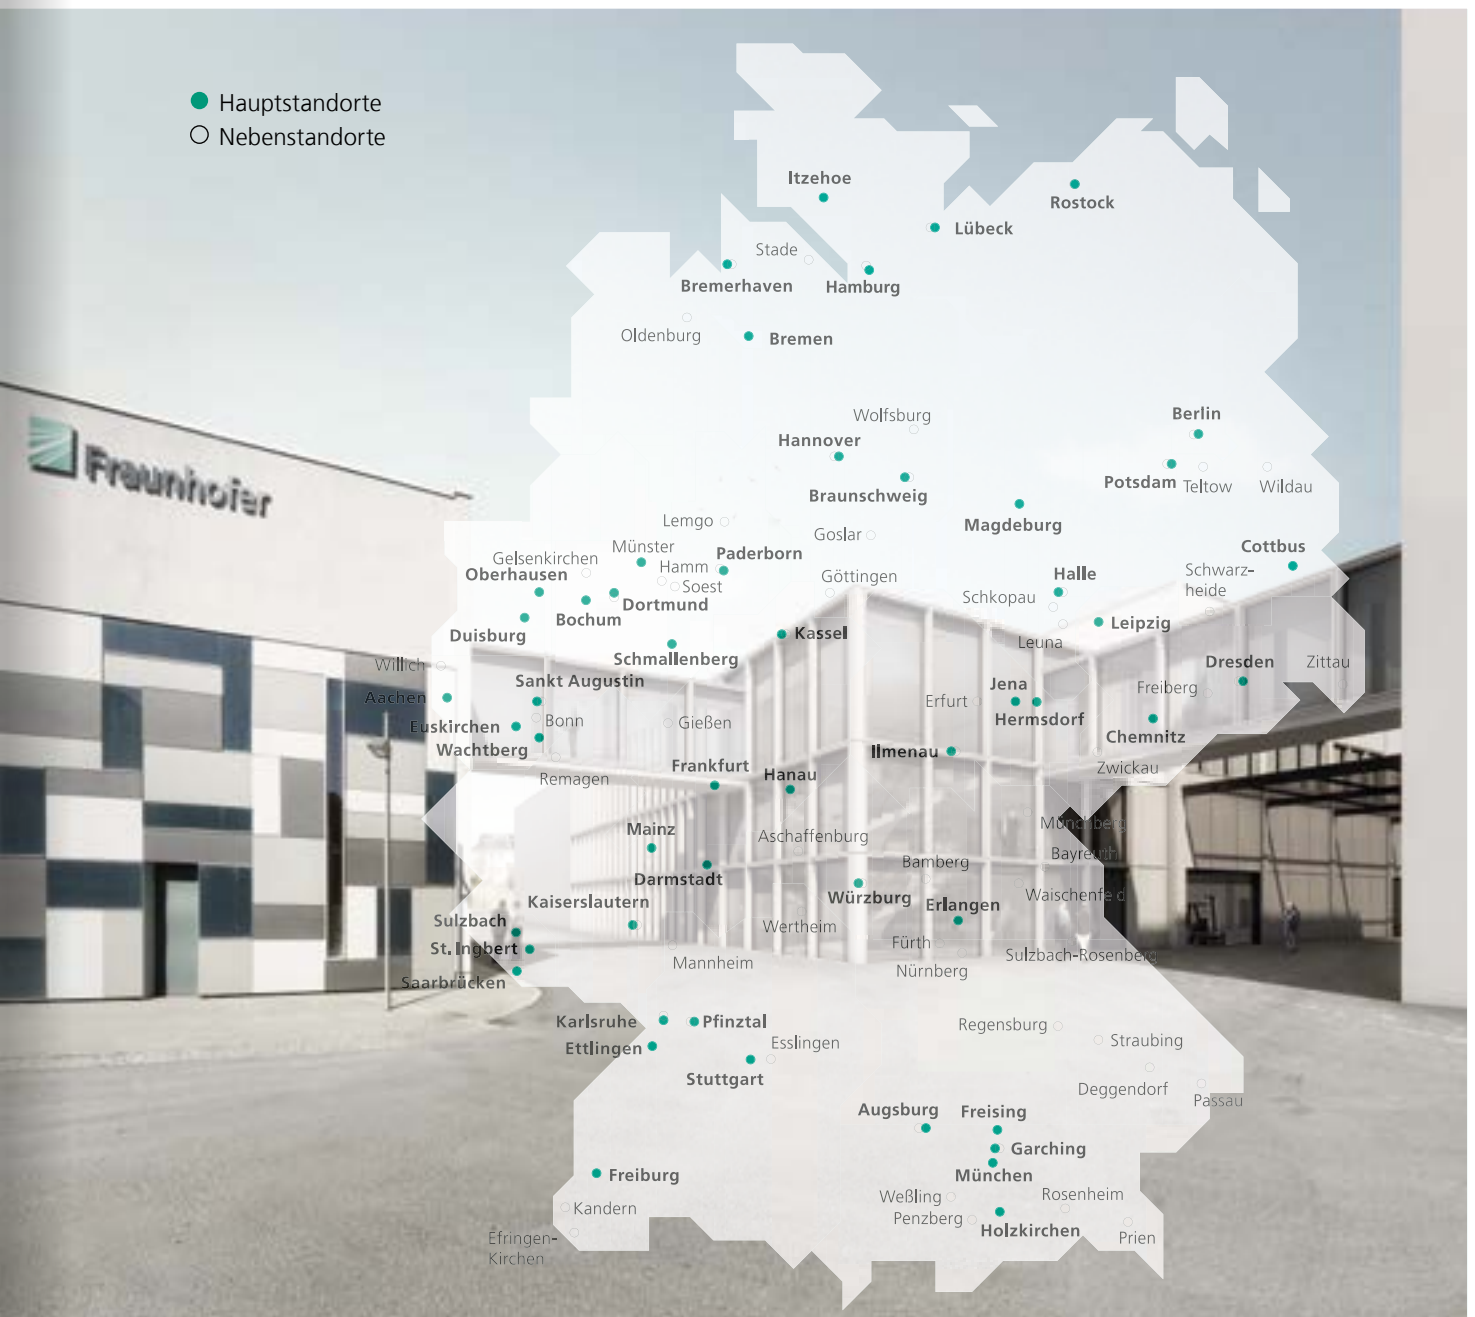 Hauptstandorte
Nebenstandorte
Itzehoe
Rostock
Lübeck
Stade
Bremerhaven
Hamburg
Oldenburg
Bremen
Wolfsburg
Berlin
Hannover
Potsdam
Teltow
Wildau
Braunschweig
Magdeburg
Fraunhofer
Lemgo
Goslar
Münster
Gelsenkirchen
Paderborn
Cottbus
Hamm
Oberhausen
Göttingen
Halle
Schwarz-
heide
Soest
Schkopau
Dortmund
Bochum
Leipzig
Duisburg
Kassel
Leuna
Schmallenberg
Willich
Dresden
Zittau
Sankt Augustin
Jena
Freiberg
Aachen
Erfurt
Hermsdorf
Bonn
Gießen
Euskirchen
Chemnitz
Wachtberg
Ilmenau
Frankfurt
Hanau
Zwickau
Remagen
Mainz
Aschaffenburg
Münchberg
Bayreuth
Bamberg
Darmstadt
Waischenfeld
Würzburg
Kaiserslautern
Erlangen
Sulzbach
Wertheim
St. Ingbert
Fürth
Sulzbach-Rosenberg
Mannheim
Nürnberg
Saarbrücken
Karlsruhe
Pfinztal
Regensburg
Ettlingen
Esslingen
Straubing
Stuttgart
Deggendorf
Passau
Augsburg
Freising
Garching
Freiburg
München
Weßling
Rosenheim
Kandern
Penzberg
Holzkirchen
Efringen-
Kirchen
Prien